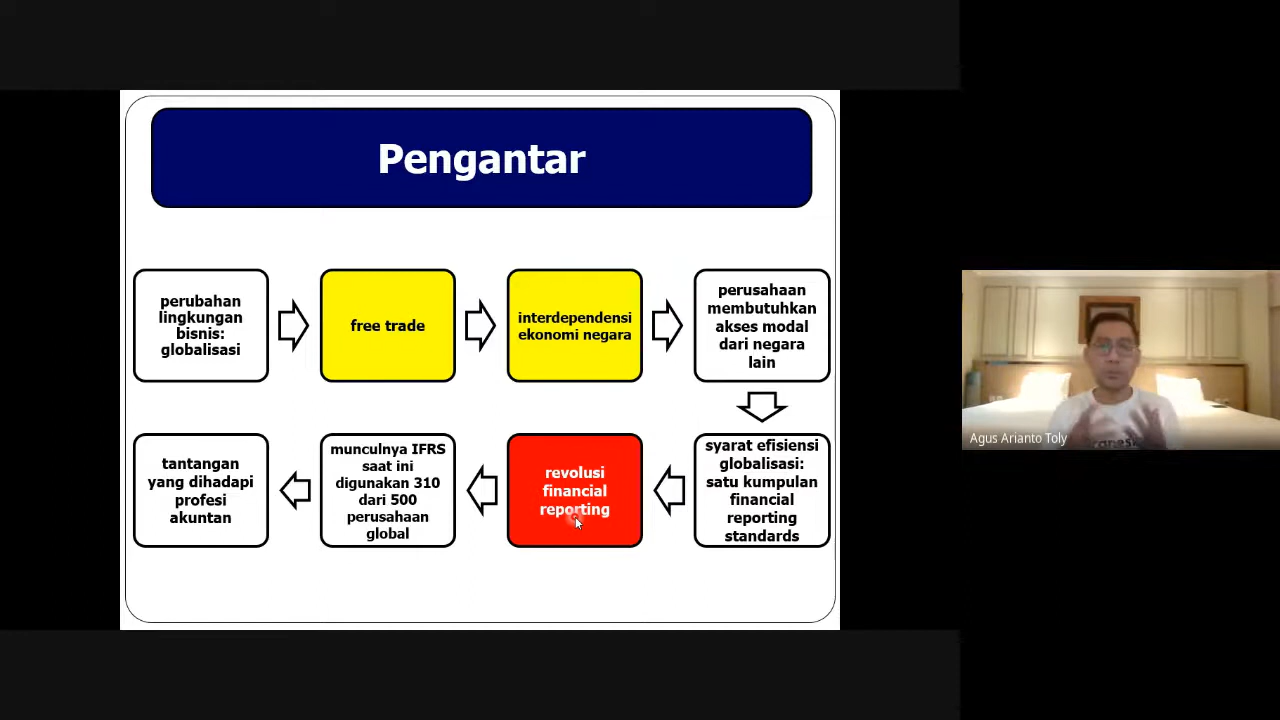 Pengantar
perubahan
lingkungan
bisnis:
globalisasi
free trade
interdependensi
ekonomi negara
perusahaan
membutuhkan
akses modal
dari negara
lain
syarat efisiensi
globalisasi:
satu kumpulan
financial
reporting
standards
revolusi
financial
reporting
munculnya IFRS
saat ini
digunakan 310
dari 500
perusahaan
global
tantangan
yang dihadapi
profesi
akuntan
Agus Arianto Toly